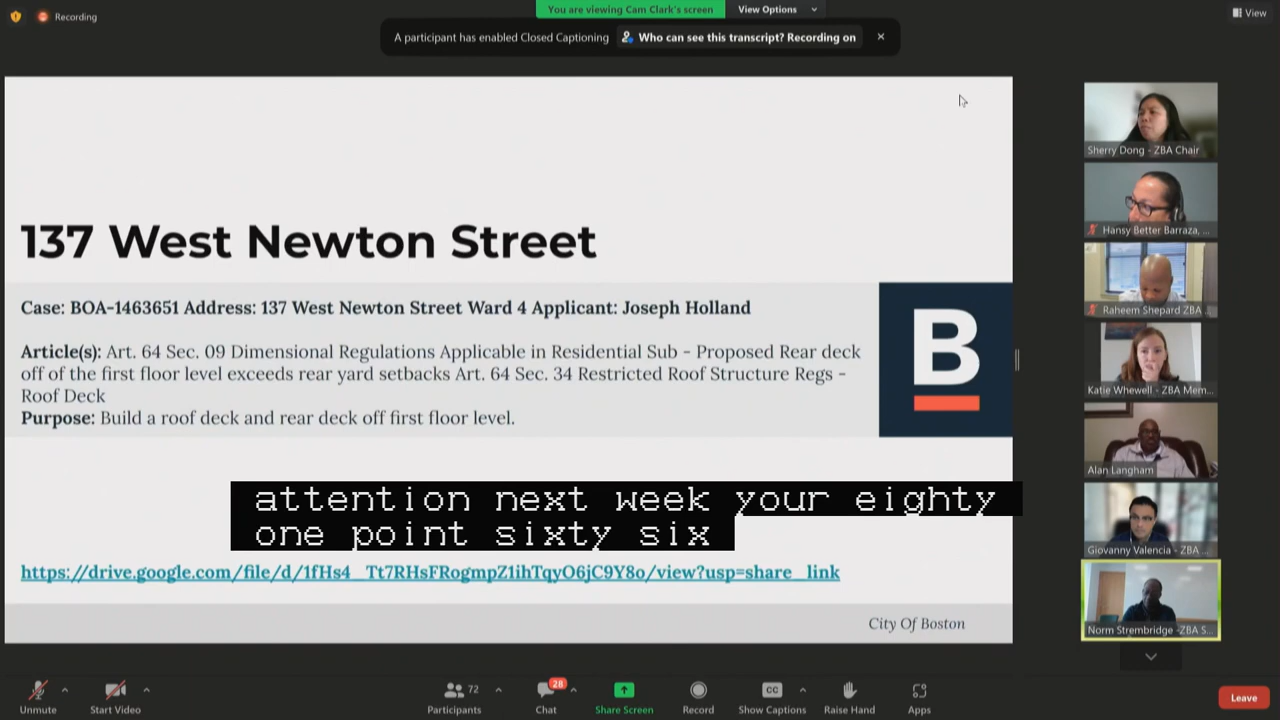 Recording
You are viewing Cam Clark's screen
View Options
View
A participant has enabled Closed Captioning
Who can see this transcript? Recording on
137 West Newton Street
Case: BOA-1463651 Address: 137 West Newton Street Ward 4 Applicant: Joseph Holland
Article(s): Art. 64 Sec. 09 Dimensional Regulations Applicable in Residential Sub - Proposed Rear deck
off of the first floor level exceeds rear yard setbacks Art. 64 Sec. 34 Restricted Roof Structure Regs -
Roof Deck
Purpose: Build a roof deck and rear deck off first floor level.
B
attention next week your eighty
one point sixty six
https://drive.google.com/file/d/1fHs4_Tt7RHsFRogmpZ1ihTqyO6jC9Y8o/view?usp=share_link
City Of Boston
Sherry Dong - ZBA Chair
Hansy Better Barraza, ...
Raheem Shepard ZBA ...
Katie Whewell - ZBA Mem...
Alan Langham
Giovanny Valencia - ZBA ...
Norm Strembridge -ZBA S...
Unmute
Start Video
72
Participants
28
Chat
Share Screen
Record
CC
Show Captions
Raise Hand
Apps
Leave